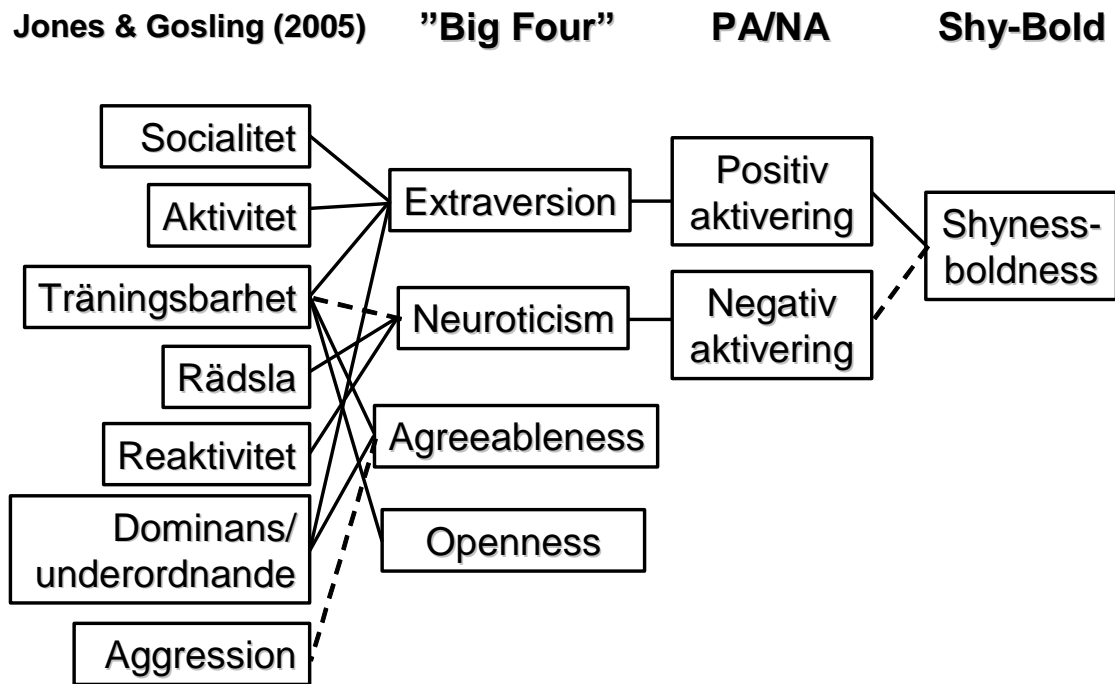 Jones & Gosling (2005)
”Big Four”
PA/NA
Shy-Bold
Socialitet
Aktivitet
Träningsbarhet
Rädsla
Reaktivitet
Dominans/
underordnande
Aggression
Extraversion
Neuroticism
Agreeableness
Openness
Positiv
aktivering
Negativ
aktivering
Shyness-
boldness